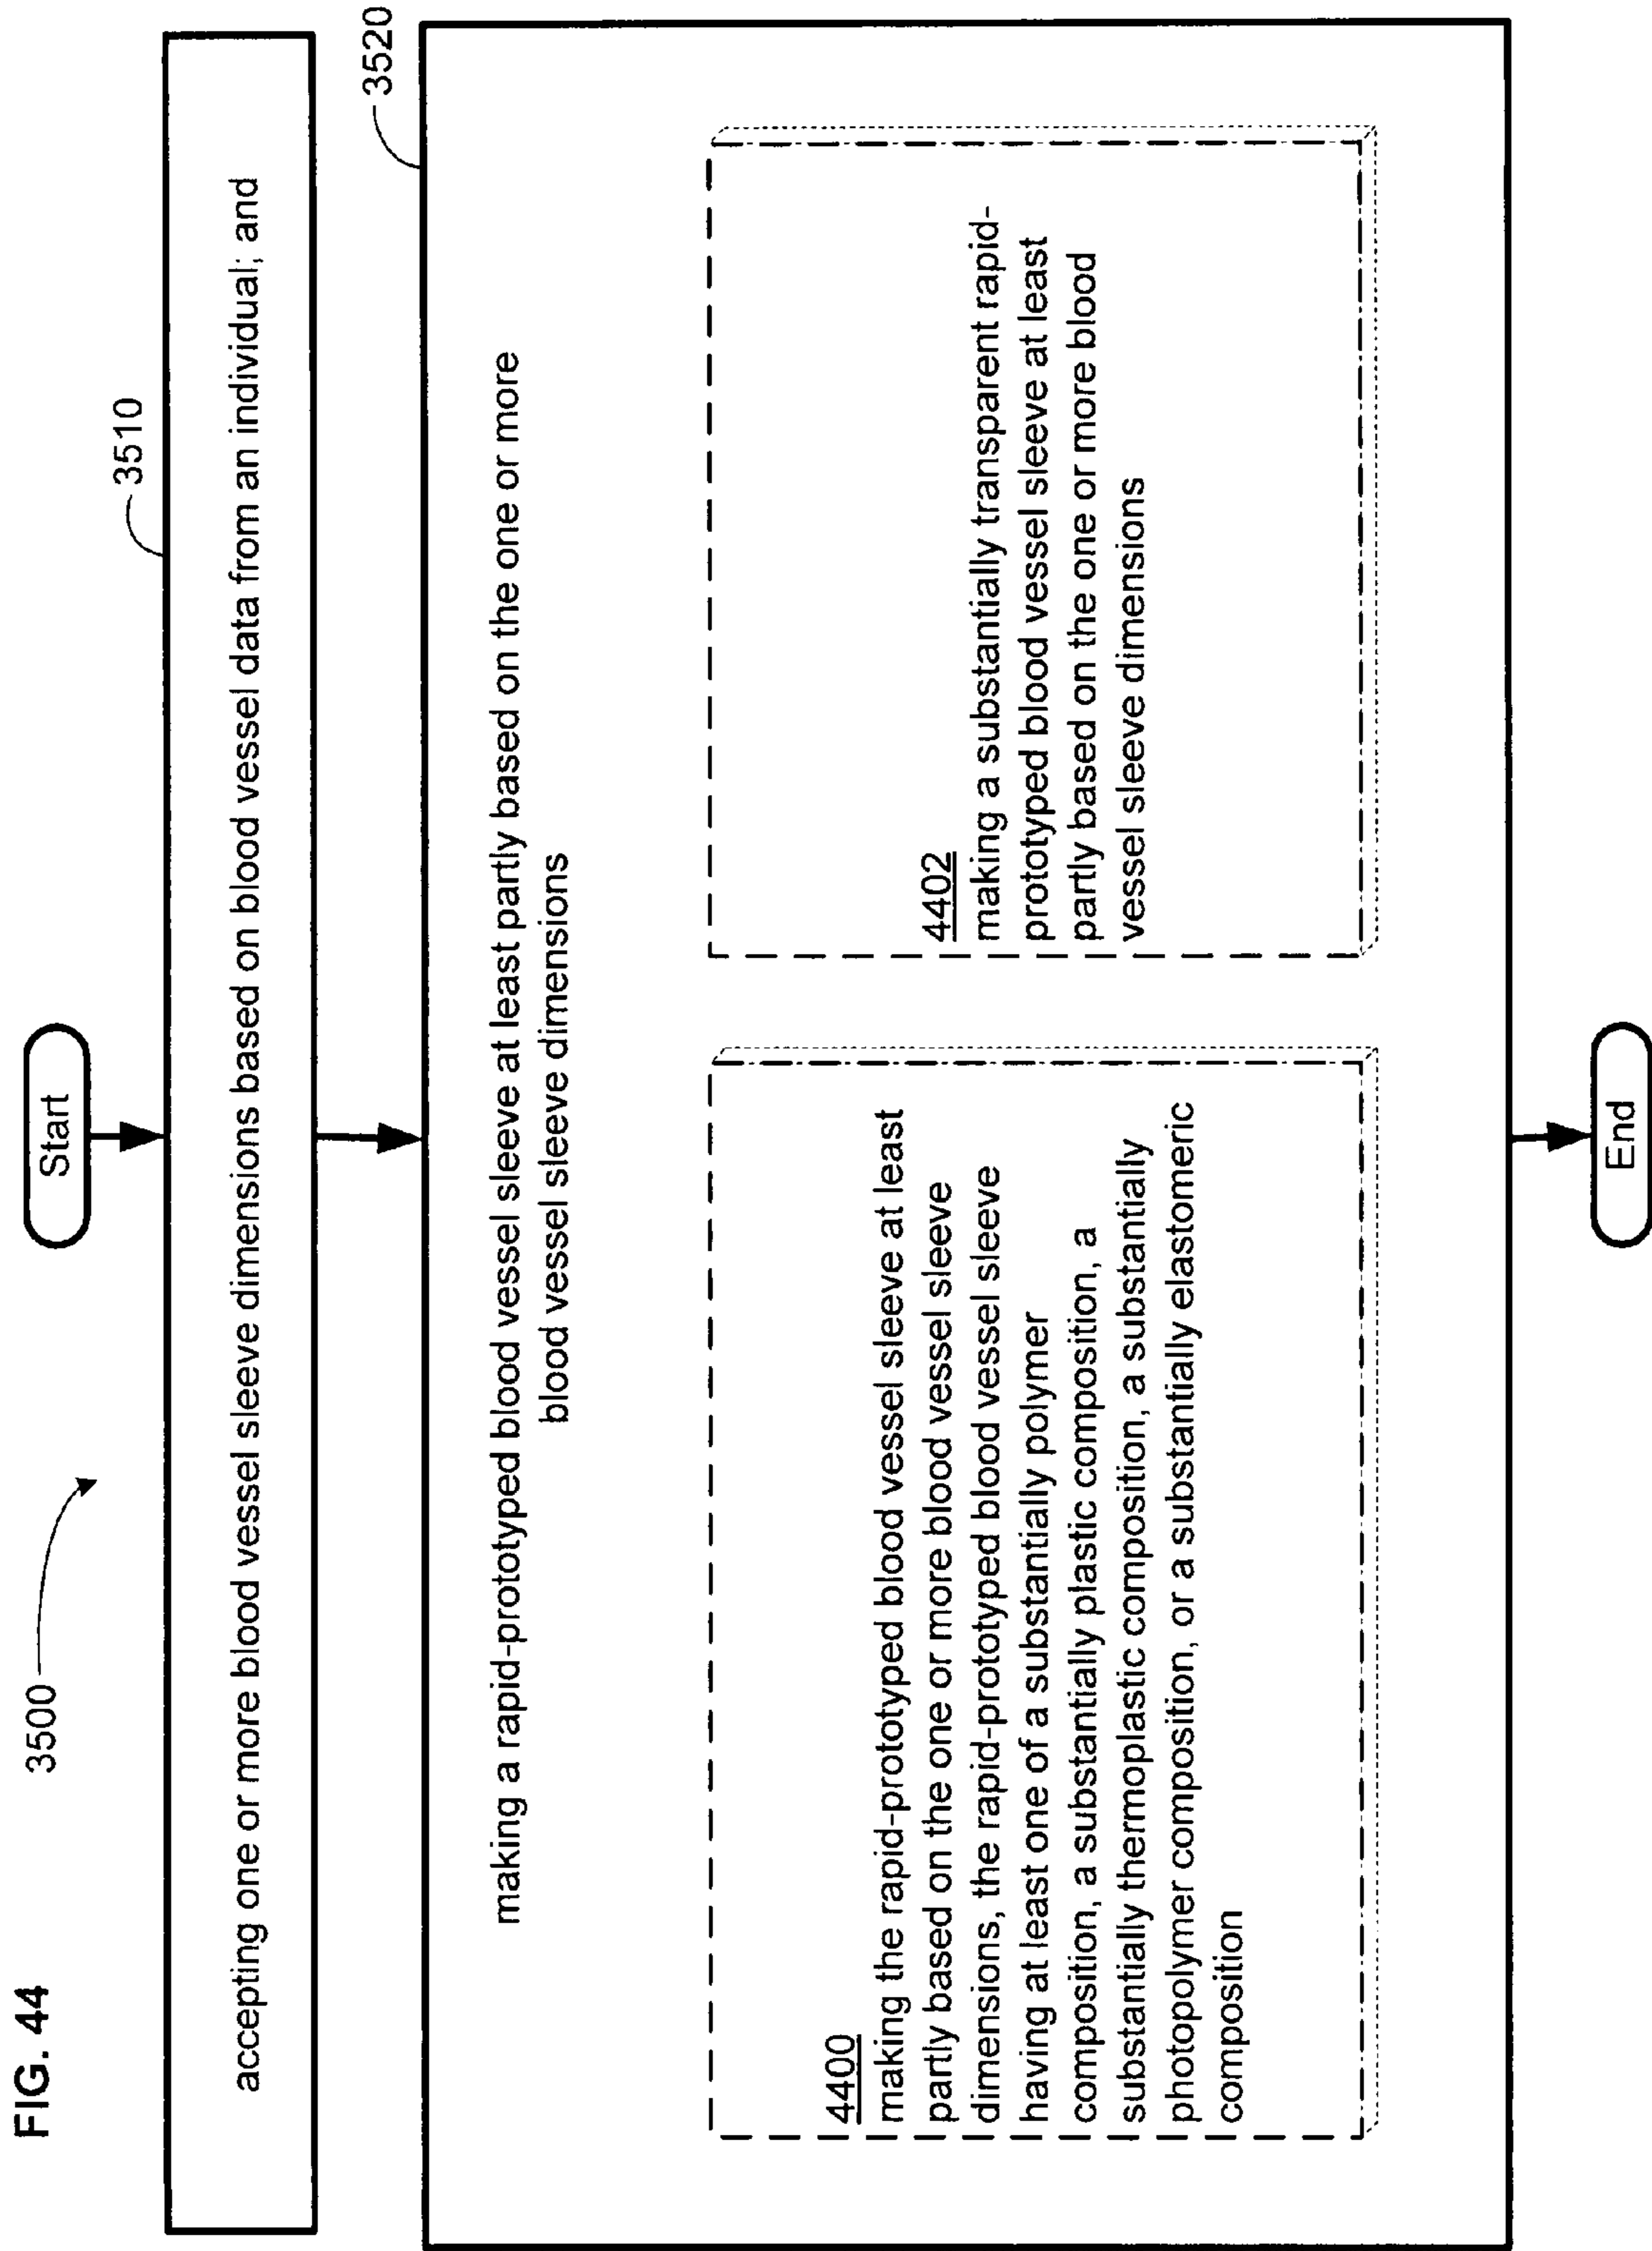 FIG. 44
3500
Start
3510
accepting one or more blood vessel sleeve dimensions based on blood vessel data from an individual; and
3520
making a rapid-prototyped blood vessel sleeve at least partly based on the one or more
blood vessel sleeve dimensions
4400
making the rapid-prototyped blood vessel sleeve at least
partly based on the one or more blood vessel sleeve
dimensions, the rapid-prototyped blood vessel sleeve
having at least one of a substantially polymer
composition, a substantially plastic composition, a
substantially thermoplastic composition, a substantially
photopolymer composition, or a substantially elastomeric
composition
4402
making a substantially transparent rapid-
prototyped blood vessel sleeve at least
partly based on the one or more blood
vessel sleeve dimensions
End